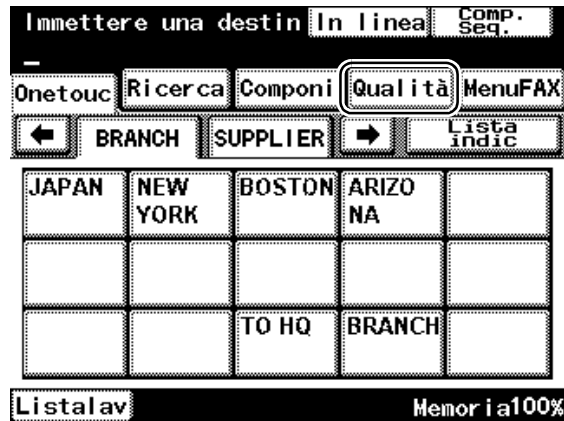 Immettere una destin In linea Comp. Seq.
Onetouc Ricerca Componi Qualità MenuFAX
BRANCH SUPPLIER Lista indic
JAPAN NEW YORK BOSTON ARIZO NA
TO HQ BRANCH
Listalav Memoria100%